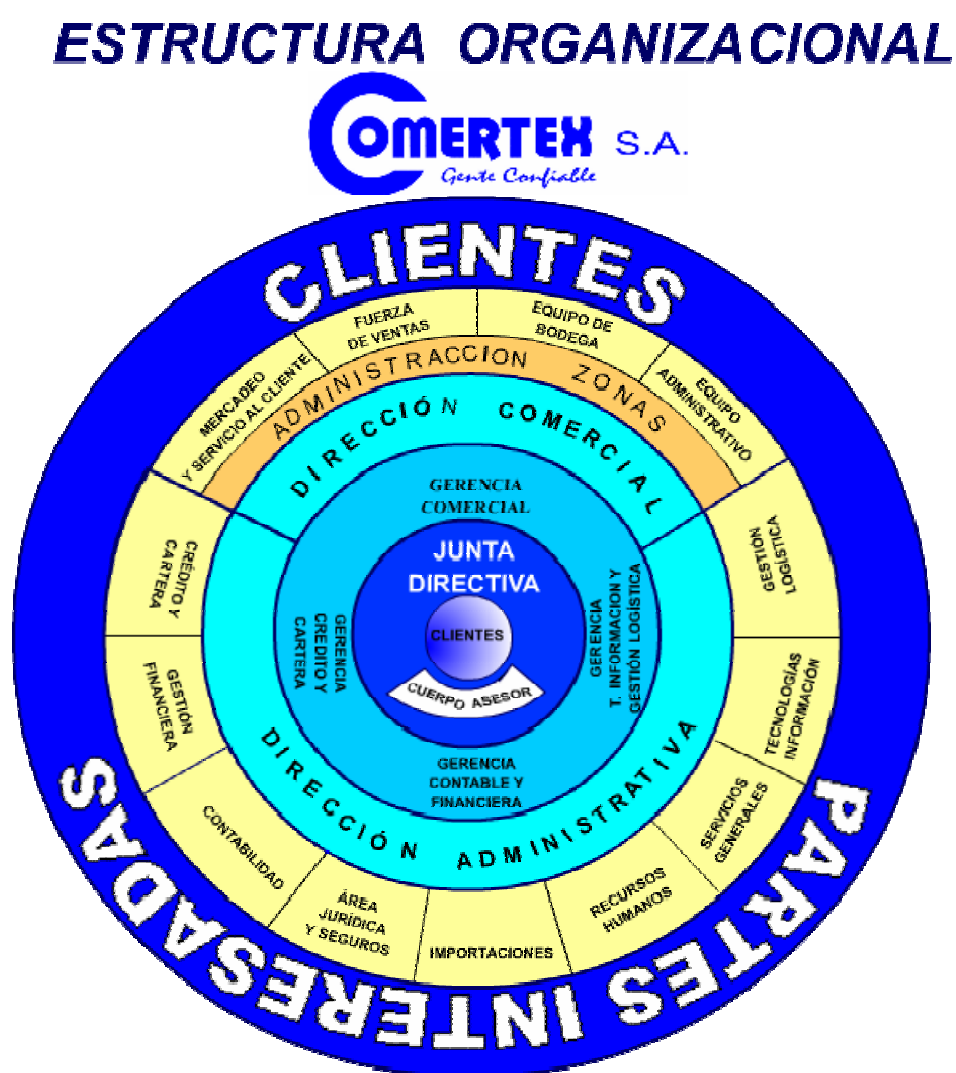 ESTRUCTURA ORGANIZACIONAL
COMERTEX S.A.
Gente Confiable
CLIENTES
FUERZA
DE VENTAS
EQUIPO DE
BODEGA
MERCADEO
Y SERVICIO AL CLIENTE
EQUIPO
ADMINISTRATIVO
ADMINISTRACCION ZONAS
DIRECCIÓN COMERCIAL
GERENCIA
COMERCIAL
JUNTA
DIRECTIVA
CLIENTES
CUERPO ASESOR
GERENCIA
CREDITO Y
CARTERA
GERENCIA
T. INFORMACION Y
GESTIÓN LOGÍSTICA
GERENCIA
CONTABLE Y
FINANCIERA
DIRECCIÓN ADMINISTRATIVA
CRÉDITO Y
CARTERA
GESTIÓN
FINANCIERA
CONTABILIDAD
ÁREA
JURÍDICA
Y SEGUROS
IMPORTACIONES
RECURSOS
HUMANOS
SERVICIOS
GENERALES
TECNOLOGÍAS
INFORMACIÓN
GESTIÓN
LOGÍSTICA
PARTES INTERESADAS